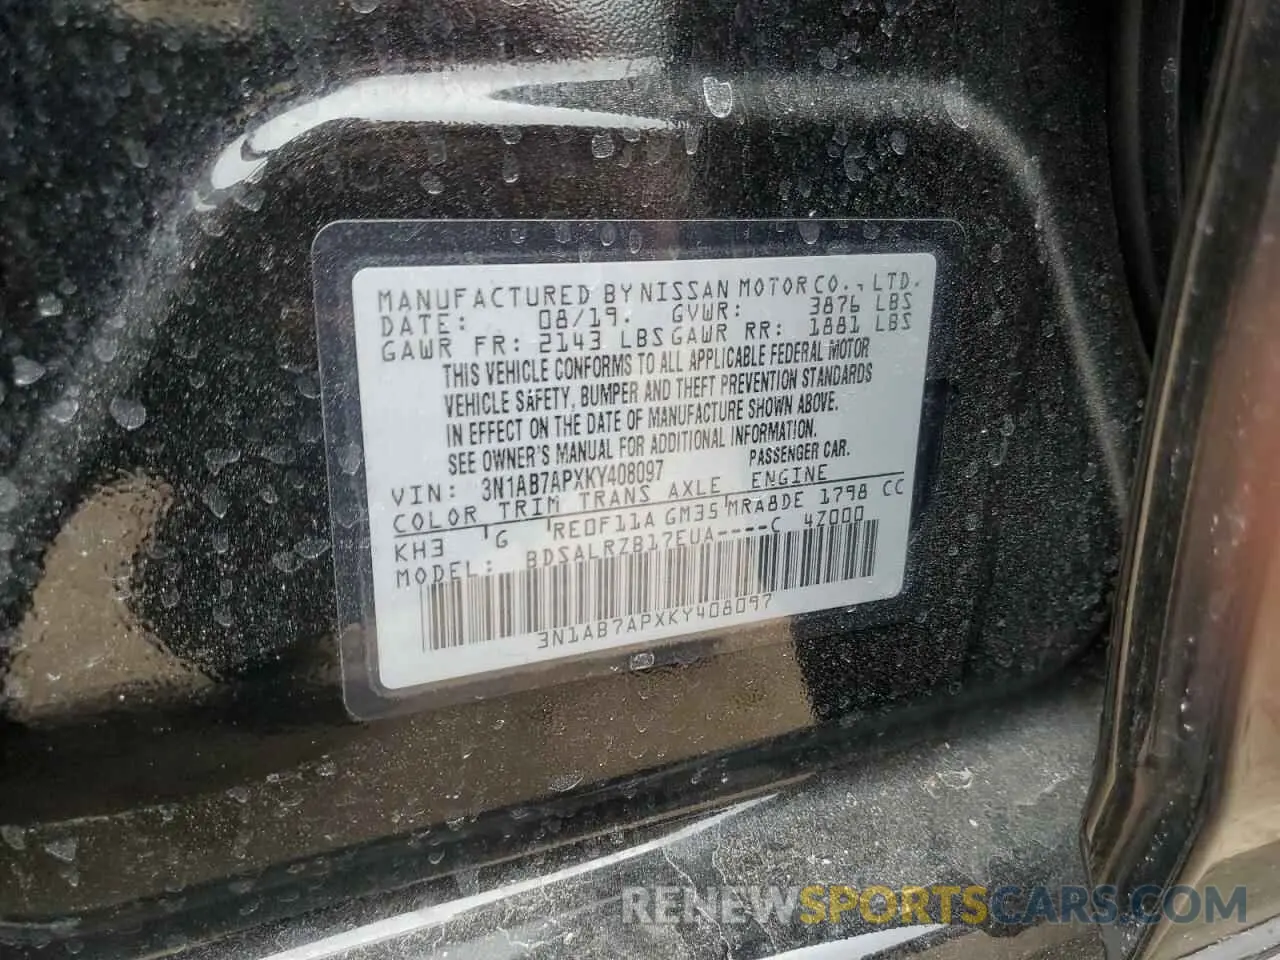 MANUFACTURED BY NISSAN MOTOR CO., LTD.
DATE: 08/19. GVWR: 3876 LBS
GAWR FR: 2143 LBS GAWR RR: 1881 LBS
THIS VEHICLE CONFORMS TO ALL APPLICABLE FEDERAL MOTOR
VEHICLE SAFETY, BUMPER AND THEFT PREVENTION STANDARDS
IN EFFECT ON THE DATE OF MANUFACTURE SHOWN ABOVE.
SEE OWNER'S MANUAL FOR ADDITIONAL INFORMATION.
VIN: 3N1AB7APXKY408097 PASSENGER CAR.
COLOR TRIM TRANS AXLE ENGINE
KH3 G RE0F11A GM35 MRA8DE 1798 CC
MODEL: BDSALRZB17EUA----C 47000
3N1AB7APXKY408097
RENEWSPORTSCARS.COM